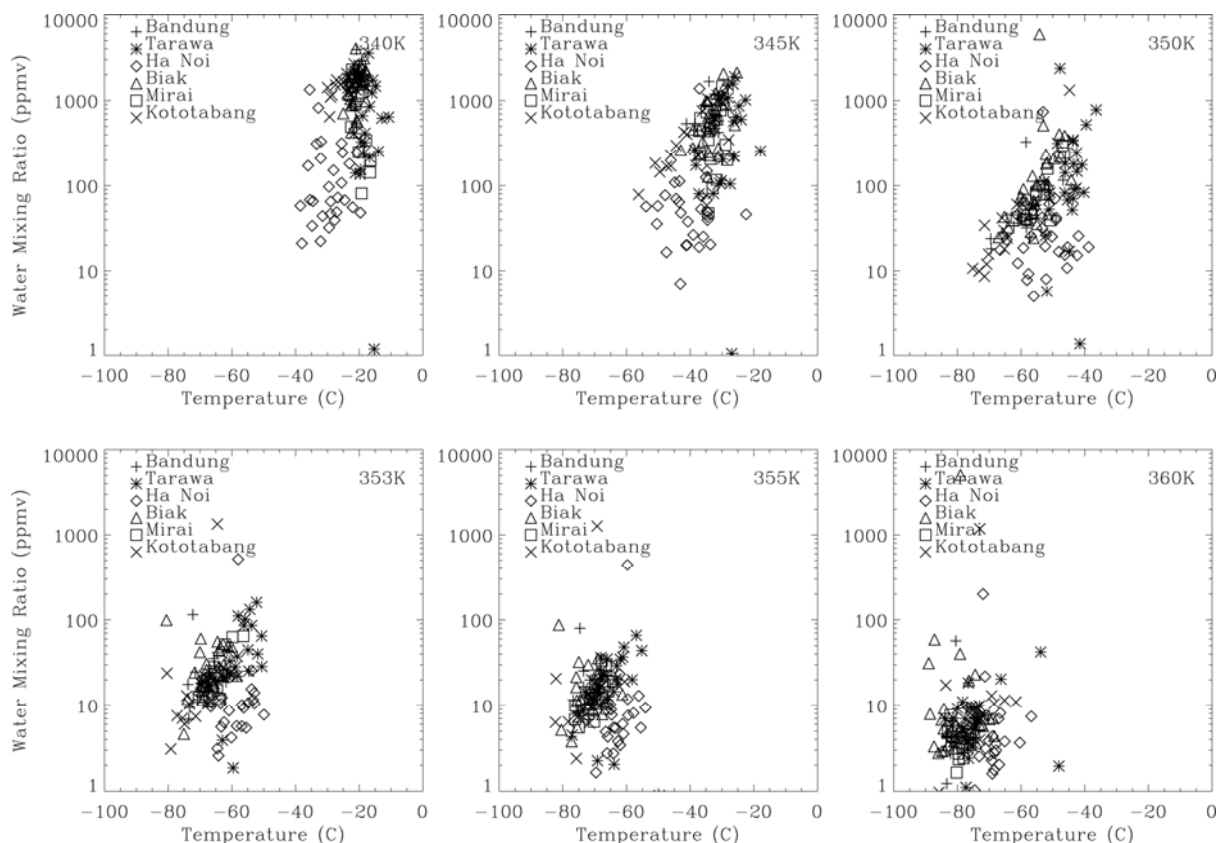 10000 340K 10000 345K 10000 350K
Bandung Bandung Bandung
Tarawa Tarawa Tarawa
Ha Noi Ha Noi Ha Noi
Biak Biak Biak
Mirai Mirai Mirai
Kototabang Kototabang Kototabang
1000 1000 1000
100 100 100
10 10 10
1 1 1
Water Mixing Ratio (ppmv)
-100 -80 -60 -40 -20 0 -100 -80 -60 -40 -20 0 -100 -80 -60 -40 -20 0
Temperature (C) Temperature (C) Temperature (C)
10000 353K 10000 355K 10000 360K
Bandung Bandung Bandung
Tarawa Tarawa Tarawa
Ha Noi Ha Noi Ha Noi
Biak Biak Biak
Mirai Mirai Mirai
Kototabang Kototabang Kototabang
1000 1000 1000
100 100 100
10 10 10
1 1 1
Water Mixing Ratio (ppmv)
-100 -80 -60 -40 -20 0 -100 -80 -60 -40 -20 0 -100 -80 -60 -40 -20 0
Temperature (C) Temperature (C) Temperature (C)